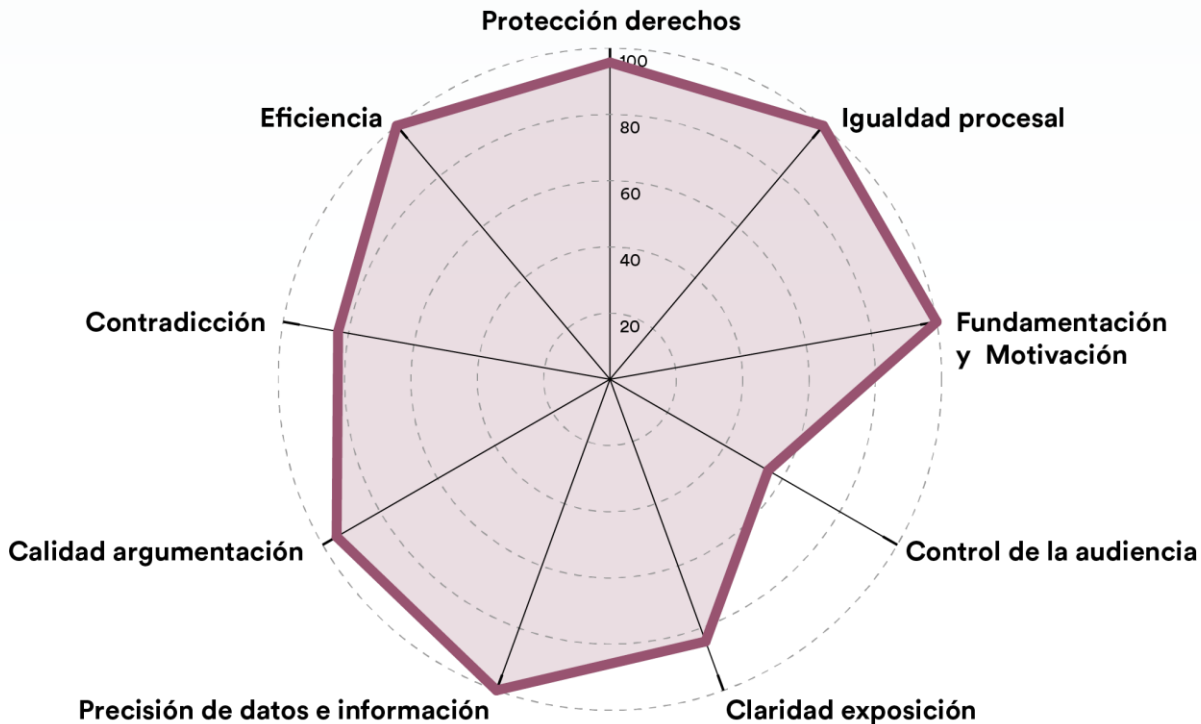 Protección derechos
100
Eficiencia
Igualdad procesal
80
60
40
20
Contradicción
Fundamentación
y Motivación
Calidad argumentación
Control de la audiencia
Precisión de datos e información
Claridad exposición